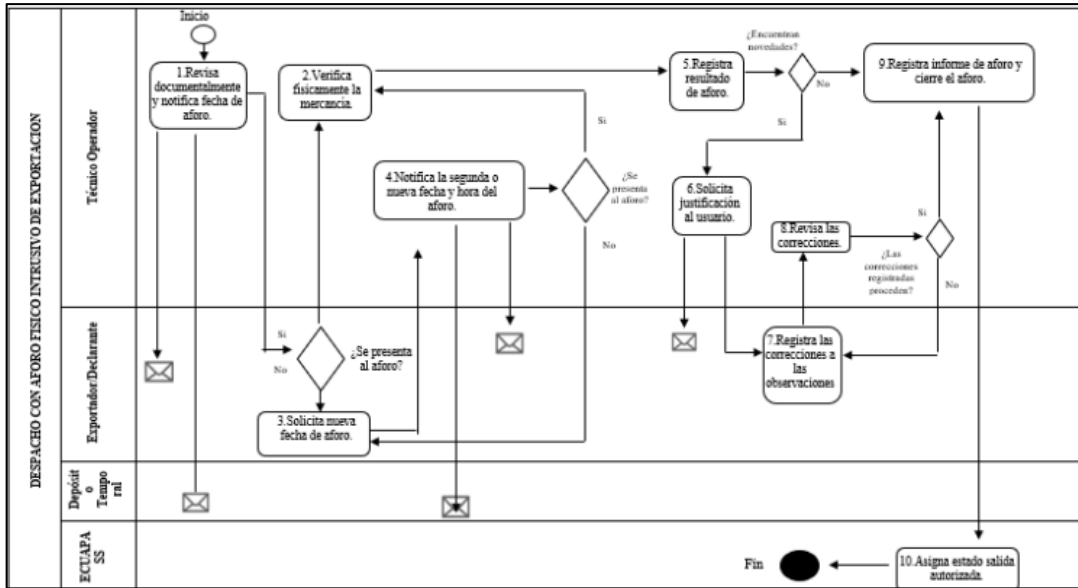 DESPACHO CON AFORO FISICO INTRUSIVO DE EXPORTACION
Técnico Operador
Inicio
1.Revisa
documentalmente
y notifica fecha de
aforo.
2.Verifica
fisicamente la
mercancía.
4.Notifica la segunda o
nueva fecha y hora del
aforo.
¿Se
presenta
al aforo?
Si
No
5.Registra
resultado
de aforo.
¿Encuentran
novedades?
No
Si
6.Solicita
justificación
al usuario.
8.Revisa las
correcciones.
¿Las
correcciones
registradas
proceden?
Si
No
9.Registra informe de aforo y
cierre el aforo.
Exportador/Declarante
Si
No
¿Se presenta
al aforo?
3.Solicita nueva
fecha de aforo.
7.Registra las
correcciones a
las
observaciones
Depósit
o
Tempo
ral
ECUAPA
SS
Fin
10.Asigna estado salida
autorizada.